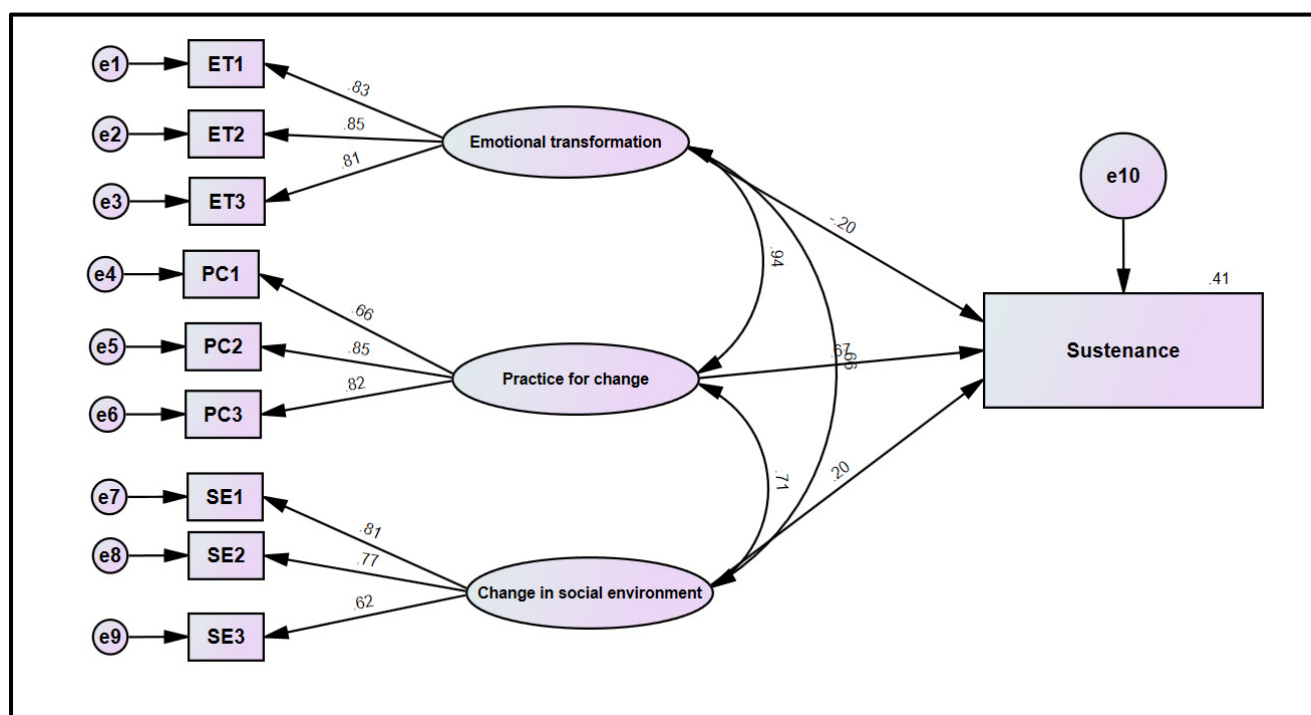 e1
ET1
.83
e2
ET2
.85
e3
ET3
.81
Emotional transformation
e4
PC1
.66
e5
PC2
.85
e6
PC3
.82
Practice for change
e7
SE1
.81
e8
SE2
.77
e9
SE3
.62
Change in social environment
.94
.71
.66
-.20
.67
.20
e10
.41
Sustenance